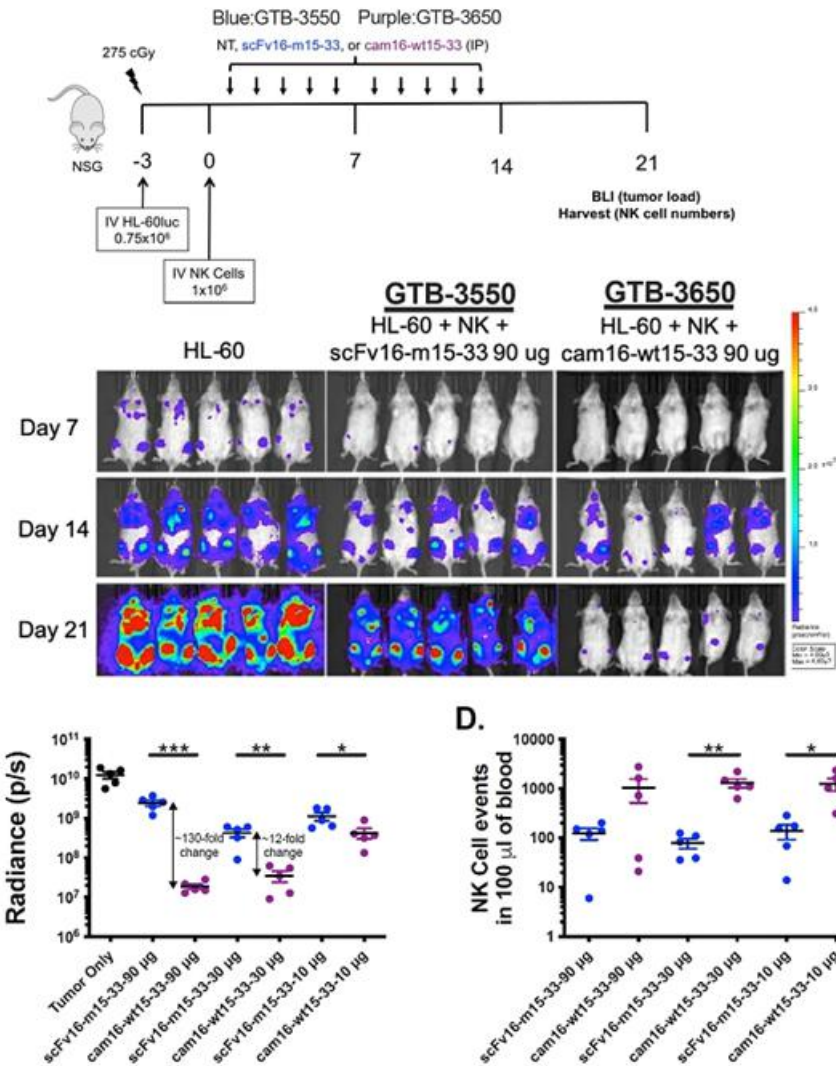 Blue:GTB-3550 Purple:GTB-3650
NT, scFv16-m15-33, or cam16-wt15-33 (IP)
275 cGy
NSG
-3 0 7 14 21
BLI (tumor load)
Harvest (NK cell numbers)
IV HL-60luc
0.75x10⁶
IV NK Cells
1x10⁶
GTB-3550 GTB-3650
HL-60 HL-60 + NK + HL-60 + NK +
scFv16-m15-33 90 ug cam16-wt15-33 90 ug
Day 7
Day 14
Day 21
Radiance
Color Scale
D.
Radiance (p/s)
10¹¹
10¹⁰
10⁹
10⁸
10⁷
10⁶
*** ** *
~130-fold change
~12-fold change
Tumor Only
scFv16-m15-33-90 µg
cam16-wt15-33-90 µg
scFv16-m15-33-30 µg
cam16-wt15-33-30 µg
scFv16-m15-33-10 µg
cam16-wt15-33-10 µg
NK Cell events
in 100 µl of blood
10000
1000
100
10
1
** *
scFv16-m15-33-90 µg
cam16-wt15-33-90 µg
scFv16-m15-33-30 µg
cam16-wt15-33-30 µg
scFv16-m15-33-10 µg
cam16-wt15-33-10 µg